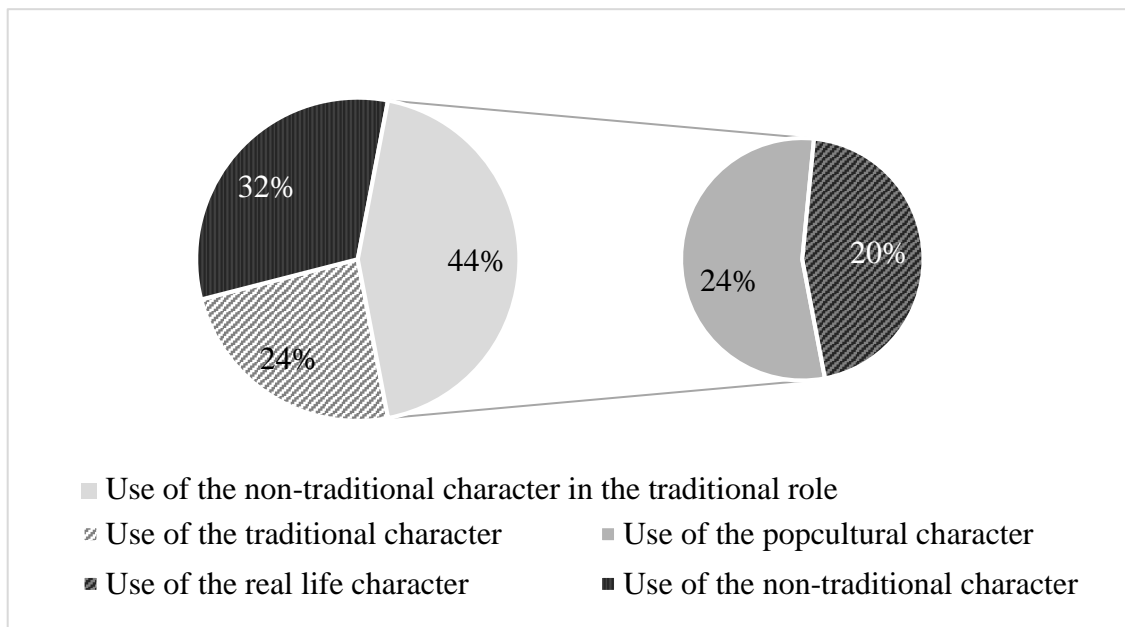 32%
44%
24%
24%
20%
Use of the non-traditional character in the traditional role
Use of the traditional character
Use of the popcultural character
Use of the real life character
Use of the non-traditional character